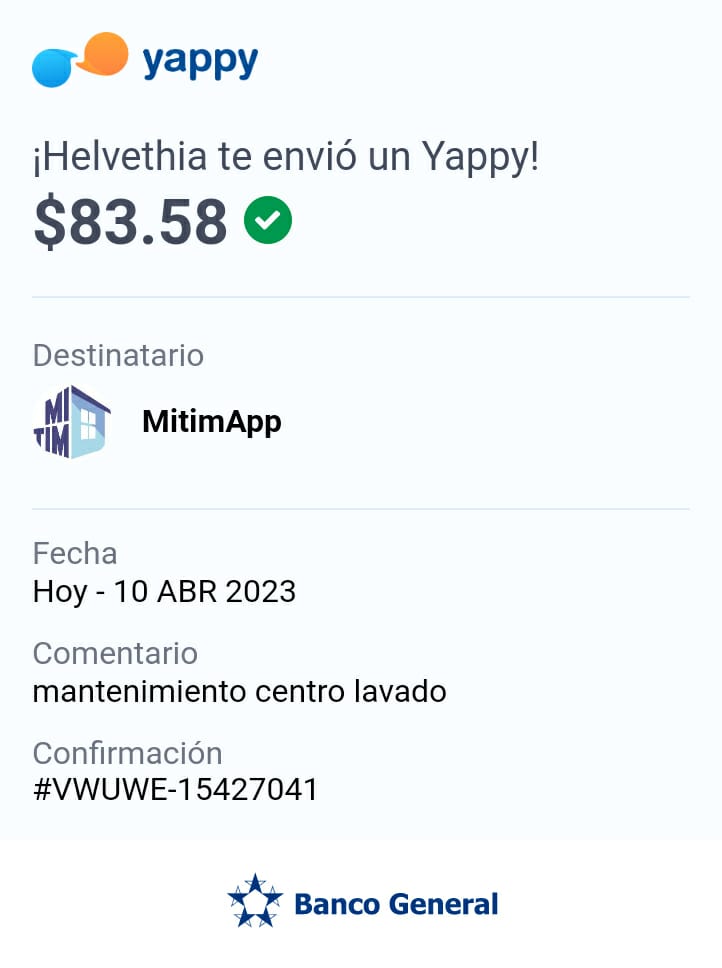 yappy
¡Helvethia te envió un Yappy!
$83.58
Destinatario
MI
TIM
MitimApp
Fecha
Hoy - 10 ABR 2023
Comentario
mantenimiento centro lavado
Confirmación
#VWUWE-15427041
Banco General